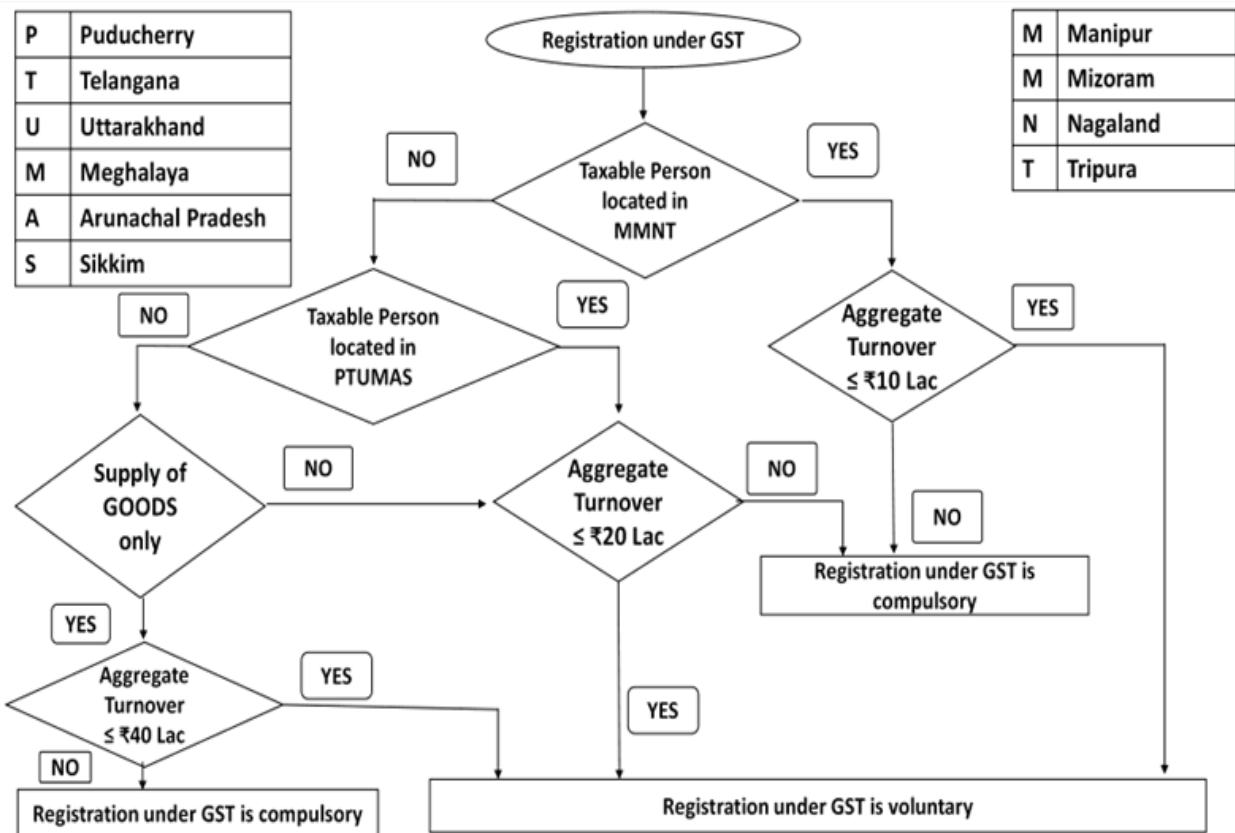 P Puducherry
T Telangana
U Uttarakhand
M Meghalaya
A Arunachal Pradesh
S Sikkim
Registration under GST
M Manipur
M Mizoram
N Nagaland
T Tripura
NO
Taxable Person
located in
MMNT
YES
NO
Taxable Person
located in
PTUMAS
YES
Aggregate
Turnover
≤ ₹10 Lac
YES
Supply of
GOODS
only
NO
Aggregate
Turnover
≤ ₹20 Lac
NO
NO
Registration under GST is
compulsory
YES
Aggregate
Turnover
≤ ₹40 Lac
YES
YES
NO
Registration under GST is compulsory
Registration under GST is voluntary